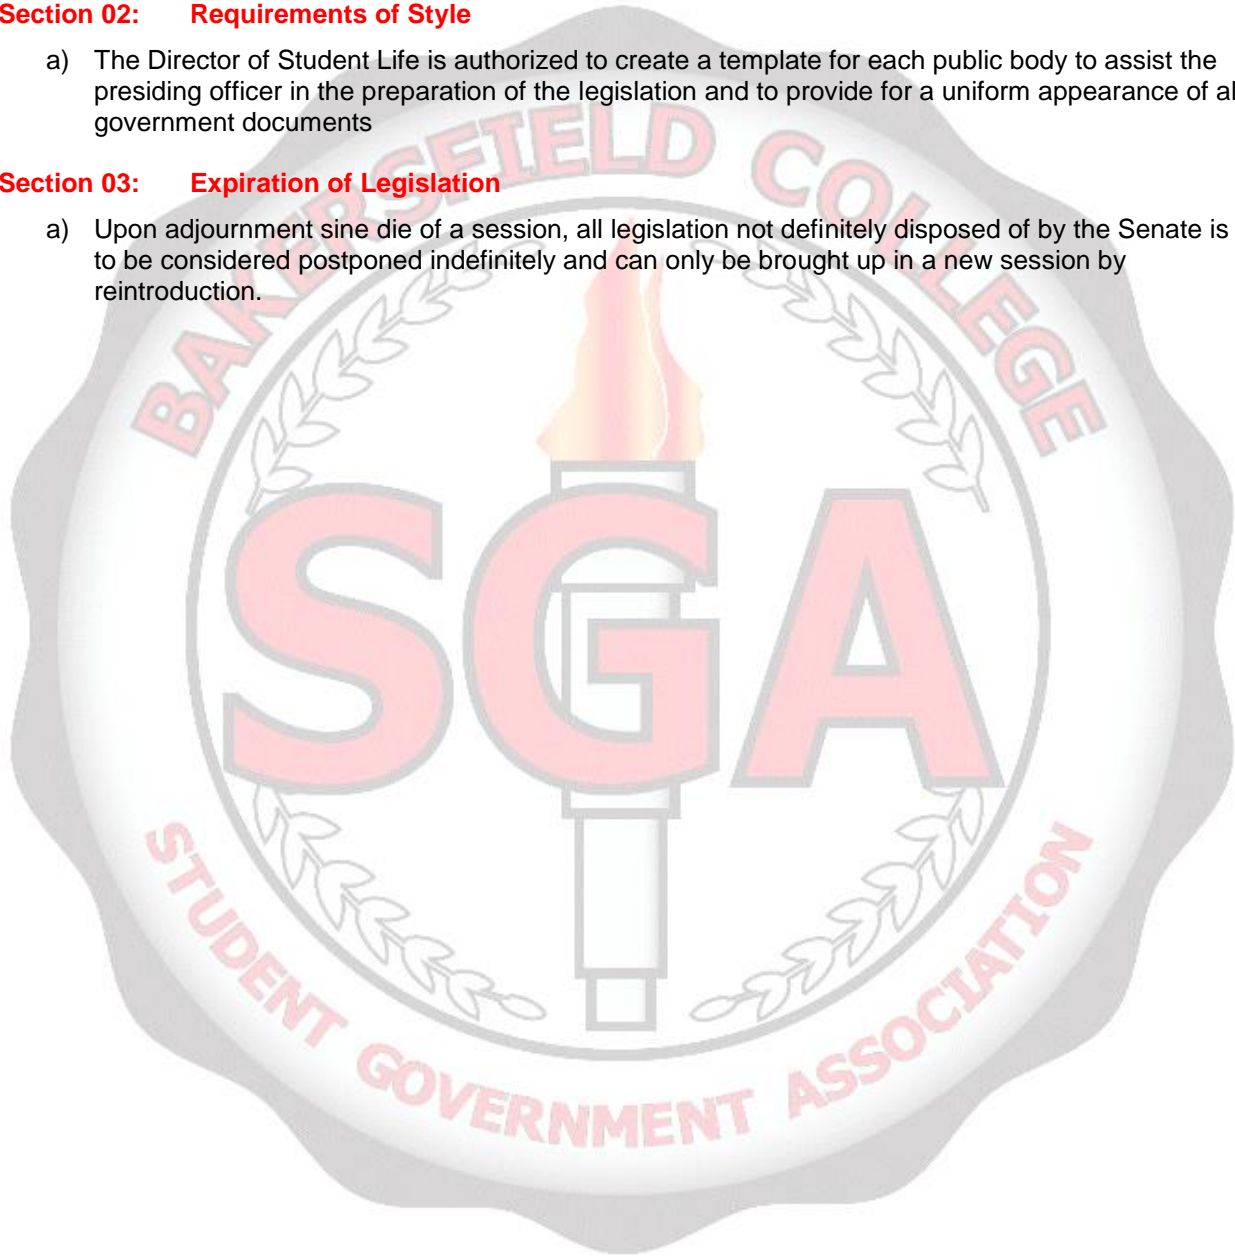 Section 02: Requirements of Style
a) The Director of Student Life is authorized to create a template for each public body to assist the
presiding officer in the preparation of the legislation and to provide for a uniform appearance of al
government documents
Section 03: Expiration of Legislation
a) Upon adjournment sine die of a session, all legislation not definitely disposed of by the Senate is
to be considered postponed indefinitely and can only be brought up in a new session by
reintroduction.
BAKERSFIELD COLLEGE
SGA
STUDENT GOVERNMENT ASSOCIATION